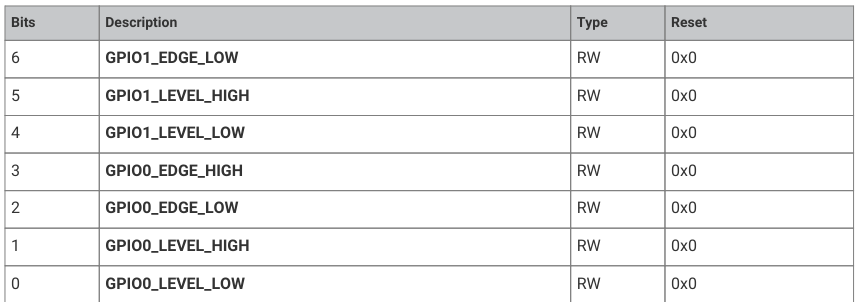 Bits Description Type Reset
6 GPIO1_EDGE_LOW RW 0x0
5 GPIO1_LEVEL_HIGH RW 0x0
4 GPIO1_LEVEL_LOW RW 0x0
3 GPIO0_EDGE_HIGH RW 0x0
2 GPIO0_EDGE_LOW RW 0x0
1 GPIO0_LEVEL_HIGH RW 0x0
0 GPIO0_LEVEL_LOW RW 0x0